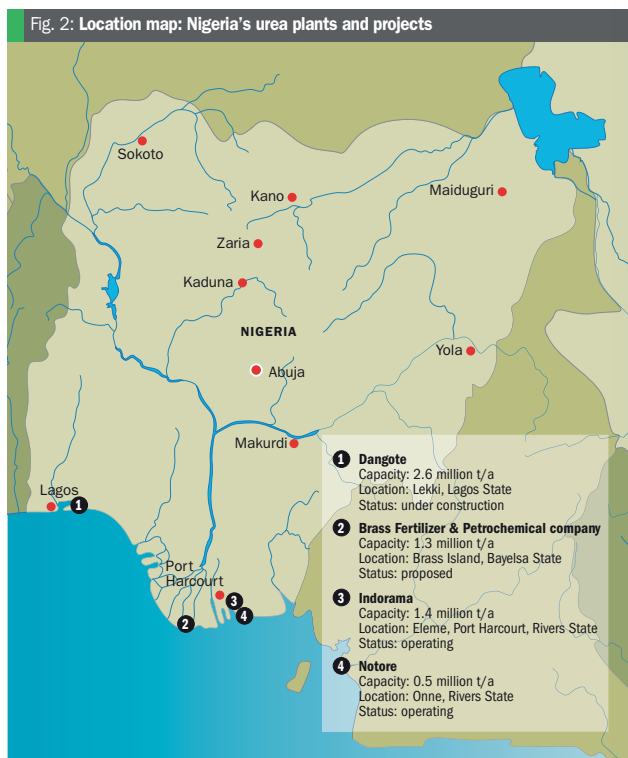 Fig. 2: Location map: Nigeria's urea plants and projects
Sokoto
Kano
Maiduguri
Zaria
Kaduna
NIGERIA
Yola
Abuja
Makurdi
Lagos
1
Port
Harcourt
3
4
2
1 Dangote
Capacity: 2.6 million t/a
Location: Lekki, Lagos State
Status: under construction
2 Brass Fertilizer & Petrochemical company
Capacity: 1.3 million t/a
Location: Brass Island, Bayelsa State
Status: proposed
3 Indorama
Capacity: 1.4 million t/a
Location: Eleme, Port Harcourt, Rivers State
Status: operating
4 Notore
Capacity: 0.5 million t/a
Location: Onne, Rivers State
Status: operating